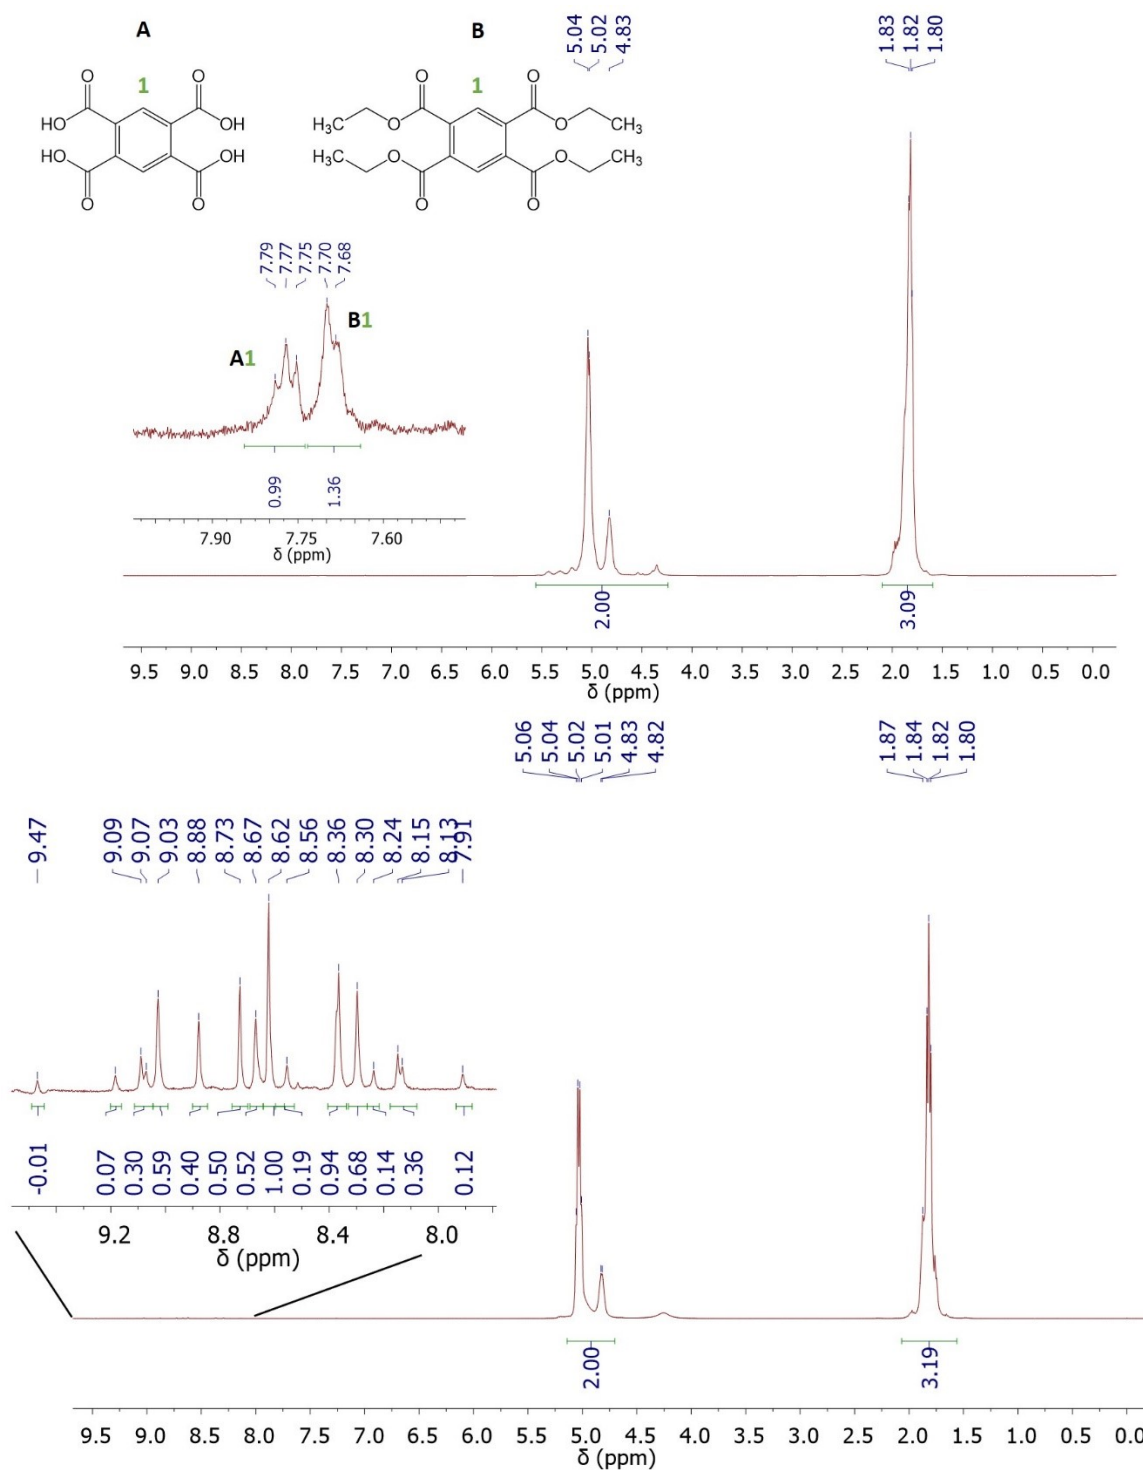 A B
1 1
O O O O
HO OH H3C O O CH3
HO OH H3C O O CH3
O O O O
5.04 5.02 4.83
1.83 1.82 1.80
7.79 7.77 7.75 7.70 7.68
A1 B1
0.99 1.36
7.90 7.75 7.60
δ (ppm)
2.00 3.09
9.5 9.0 8.5 8.0 7.5 7.0 6.5 6.0 5.5 5.0 4.5 4.0 3.5 3.0 2.5 2.0 1.5 1.0 0.5 0.0
δ (ppm)
5.06 5.04 5.02 5.01 4.83 4.82
1.87 1.84 1.82 1.80
9.47 9.09 9.07 9.03 8.88 8.73 8.67 8.62 8.56 8.36 8.30 8.24 8.15 8.13 7.91
-0.01 0.07 0.30 0.59 0.40 0.50 0.52 1.00 0.19 0.94 0.68 0.14 0.36 0.12
9.2 8.8 8.4 8.0
δ (ppm)
2.00 3.19
9.5 9.0 8.5 8.0 7.5 7.0 6.5 6.0 5.5 5.0 4.5 4.0 3.5 3.0 2.5 2.0 1.5 1.0 0.5 0.0
δ (ppm)